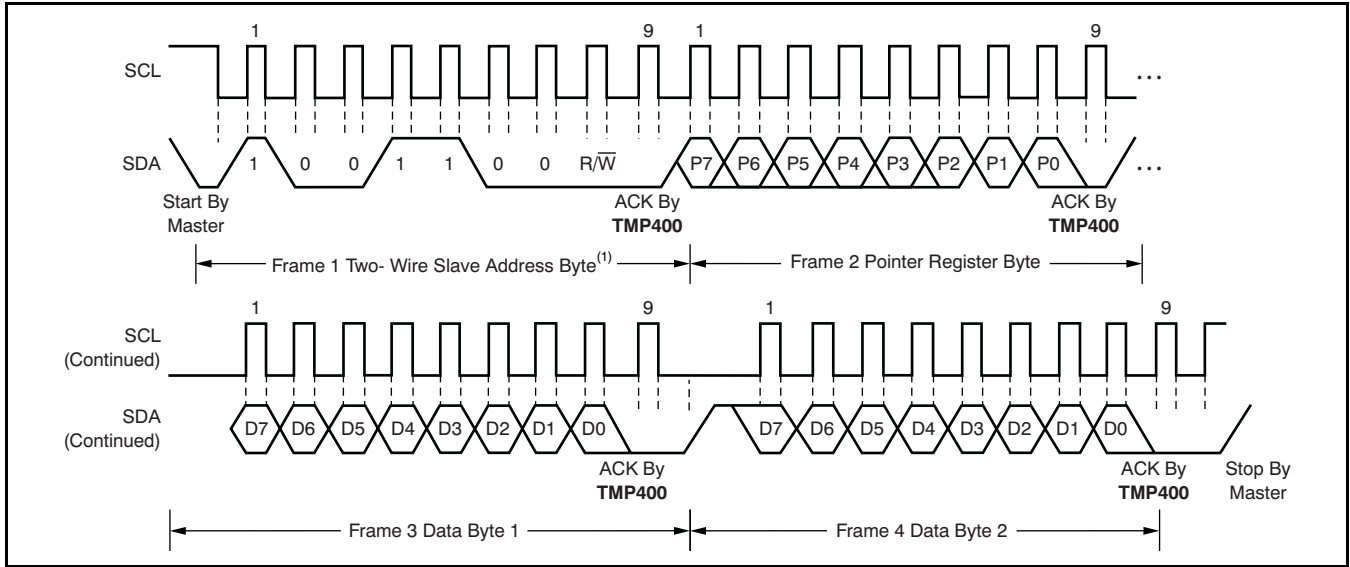 1 9 1 9
SCL ...
SDA 1 0 0 1 1 0 0 R/W̅ P7 P6 P5 P4 P3 P2 P1 P0 ...
Start By Master
ACK By TMP400
ACK By TMP400
Frame 1 Two- Wire Slave Address Byte(1)
Frame 2 Pointer Register Byte
1 9 1 9
SCL (Continued)
SDA (Continued) D7 D6 D5 D4 D3 D2 D1 D0 D7 D6 D5 D4 D3 D2 D1 D0
ACK By TMP400
ACK By TMP400
Stop By Master
Frame 3 Data Byte 1
Frame 4 Data Byte 2